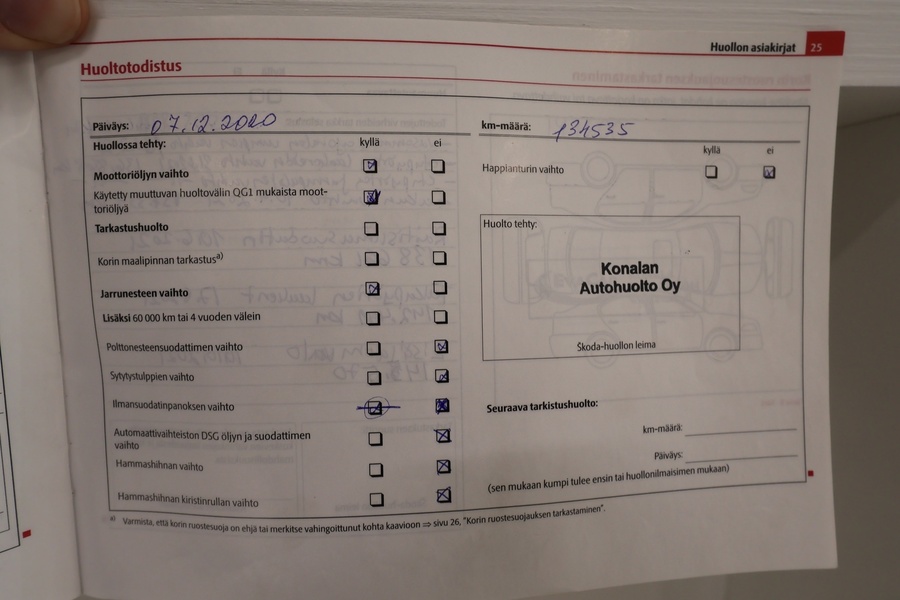 Huollon asiakirjat 25
Huoltotodistus
Päiväys: 07.12.2020
km-määrä: 134535
Huollossa tehty: kyllä ei
Moottoriöljyn vaihto
Käytetty muuttuvan huoltovälin QG1 mukaista moot-
toriöljyä
Tarkastushuolto
Korin maalipinnan tarkastus a)
Jarrunesteen vaihto
Lisäksi 60 000 km tai 4 vuoden välein
Polttonesteensuodattimen vaihto
Sytytystulppien vaihto
Ilmansuodatinpanoksen vaihto
Automaattivaihteiston DSG öljyn ja suodattimen
vaihto
Hammashihnan vaihto
Hammashihnan kiristinrullan vaihto
kyllä ei
Happianturin vaihto
Huolto tehty:
Konalan
Autohuolto Oy
Škoda-huollon leima
Seuraava tarkistushuolto:
km-määrä:
Päiväys:
(sen mukaan kumpi tulee ensin tai huollonilmaisimen mukaan)
a) Varmista, että korin ruostesuoja on ehjä tai merkitse vahingoittunut kohta kaavioon ⇒ sivu 26, "Korin ruostesuojauksen tarkastaminen".